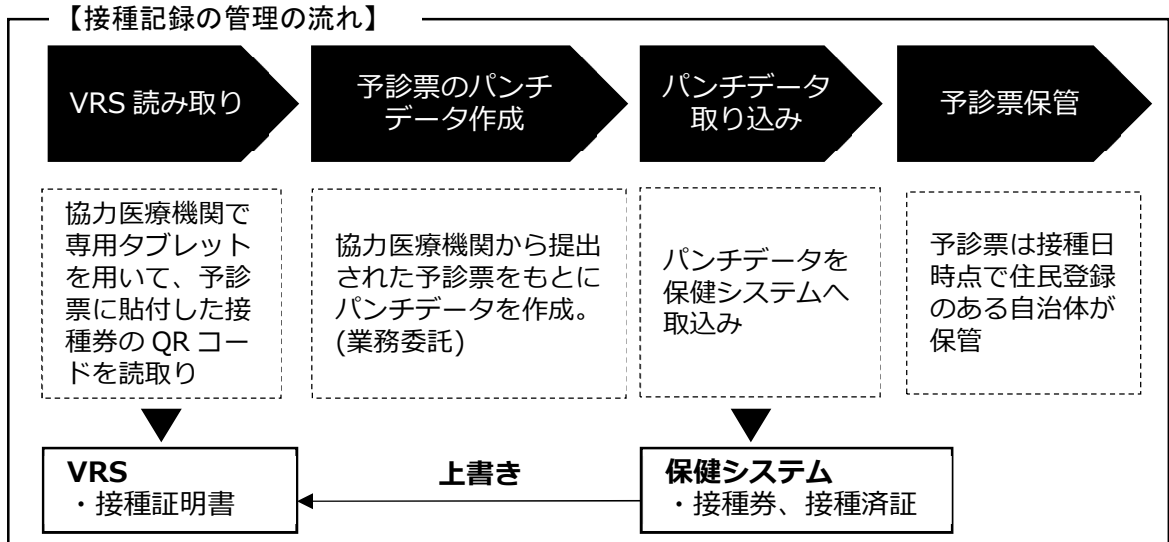 【接種記録の管理の流れ】
VRS 読み取り
予診票のパンチ
データ作成
パンチデータ
取り込み
予診票保管
協力医療機関で
専用タブレット
を用いて、予診
票に貼付した接
種券の QR コー
ドを読取り
協力医療機関から提出
された予診票をもとに
パンチデータを作成。
(業務委託)
パンチデータを
保健システムへ
取込み
予診票は接種日
時点で住民登録
のある自治体が
保管
VRS
・接種証明書
上書き
保健システム
・接種券、接種済証